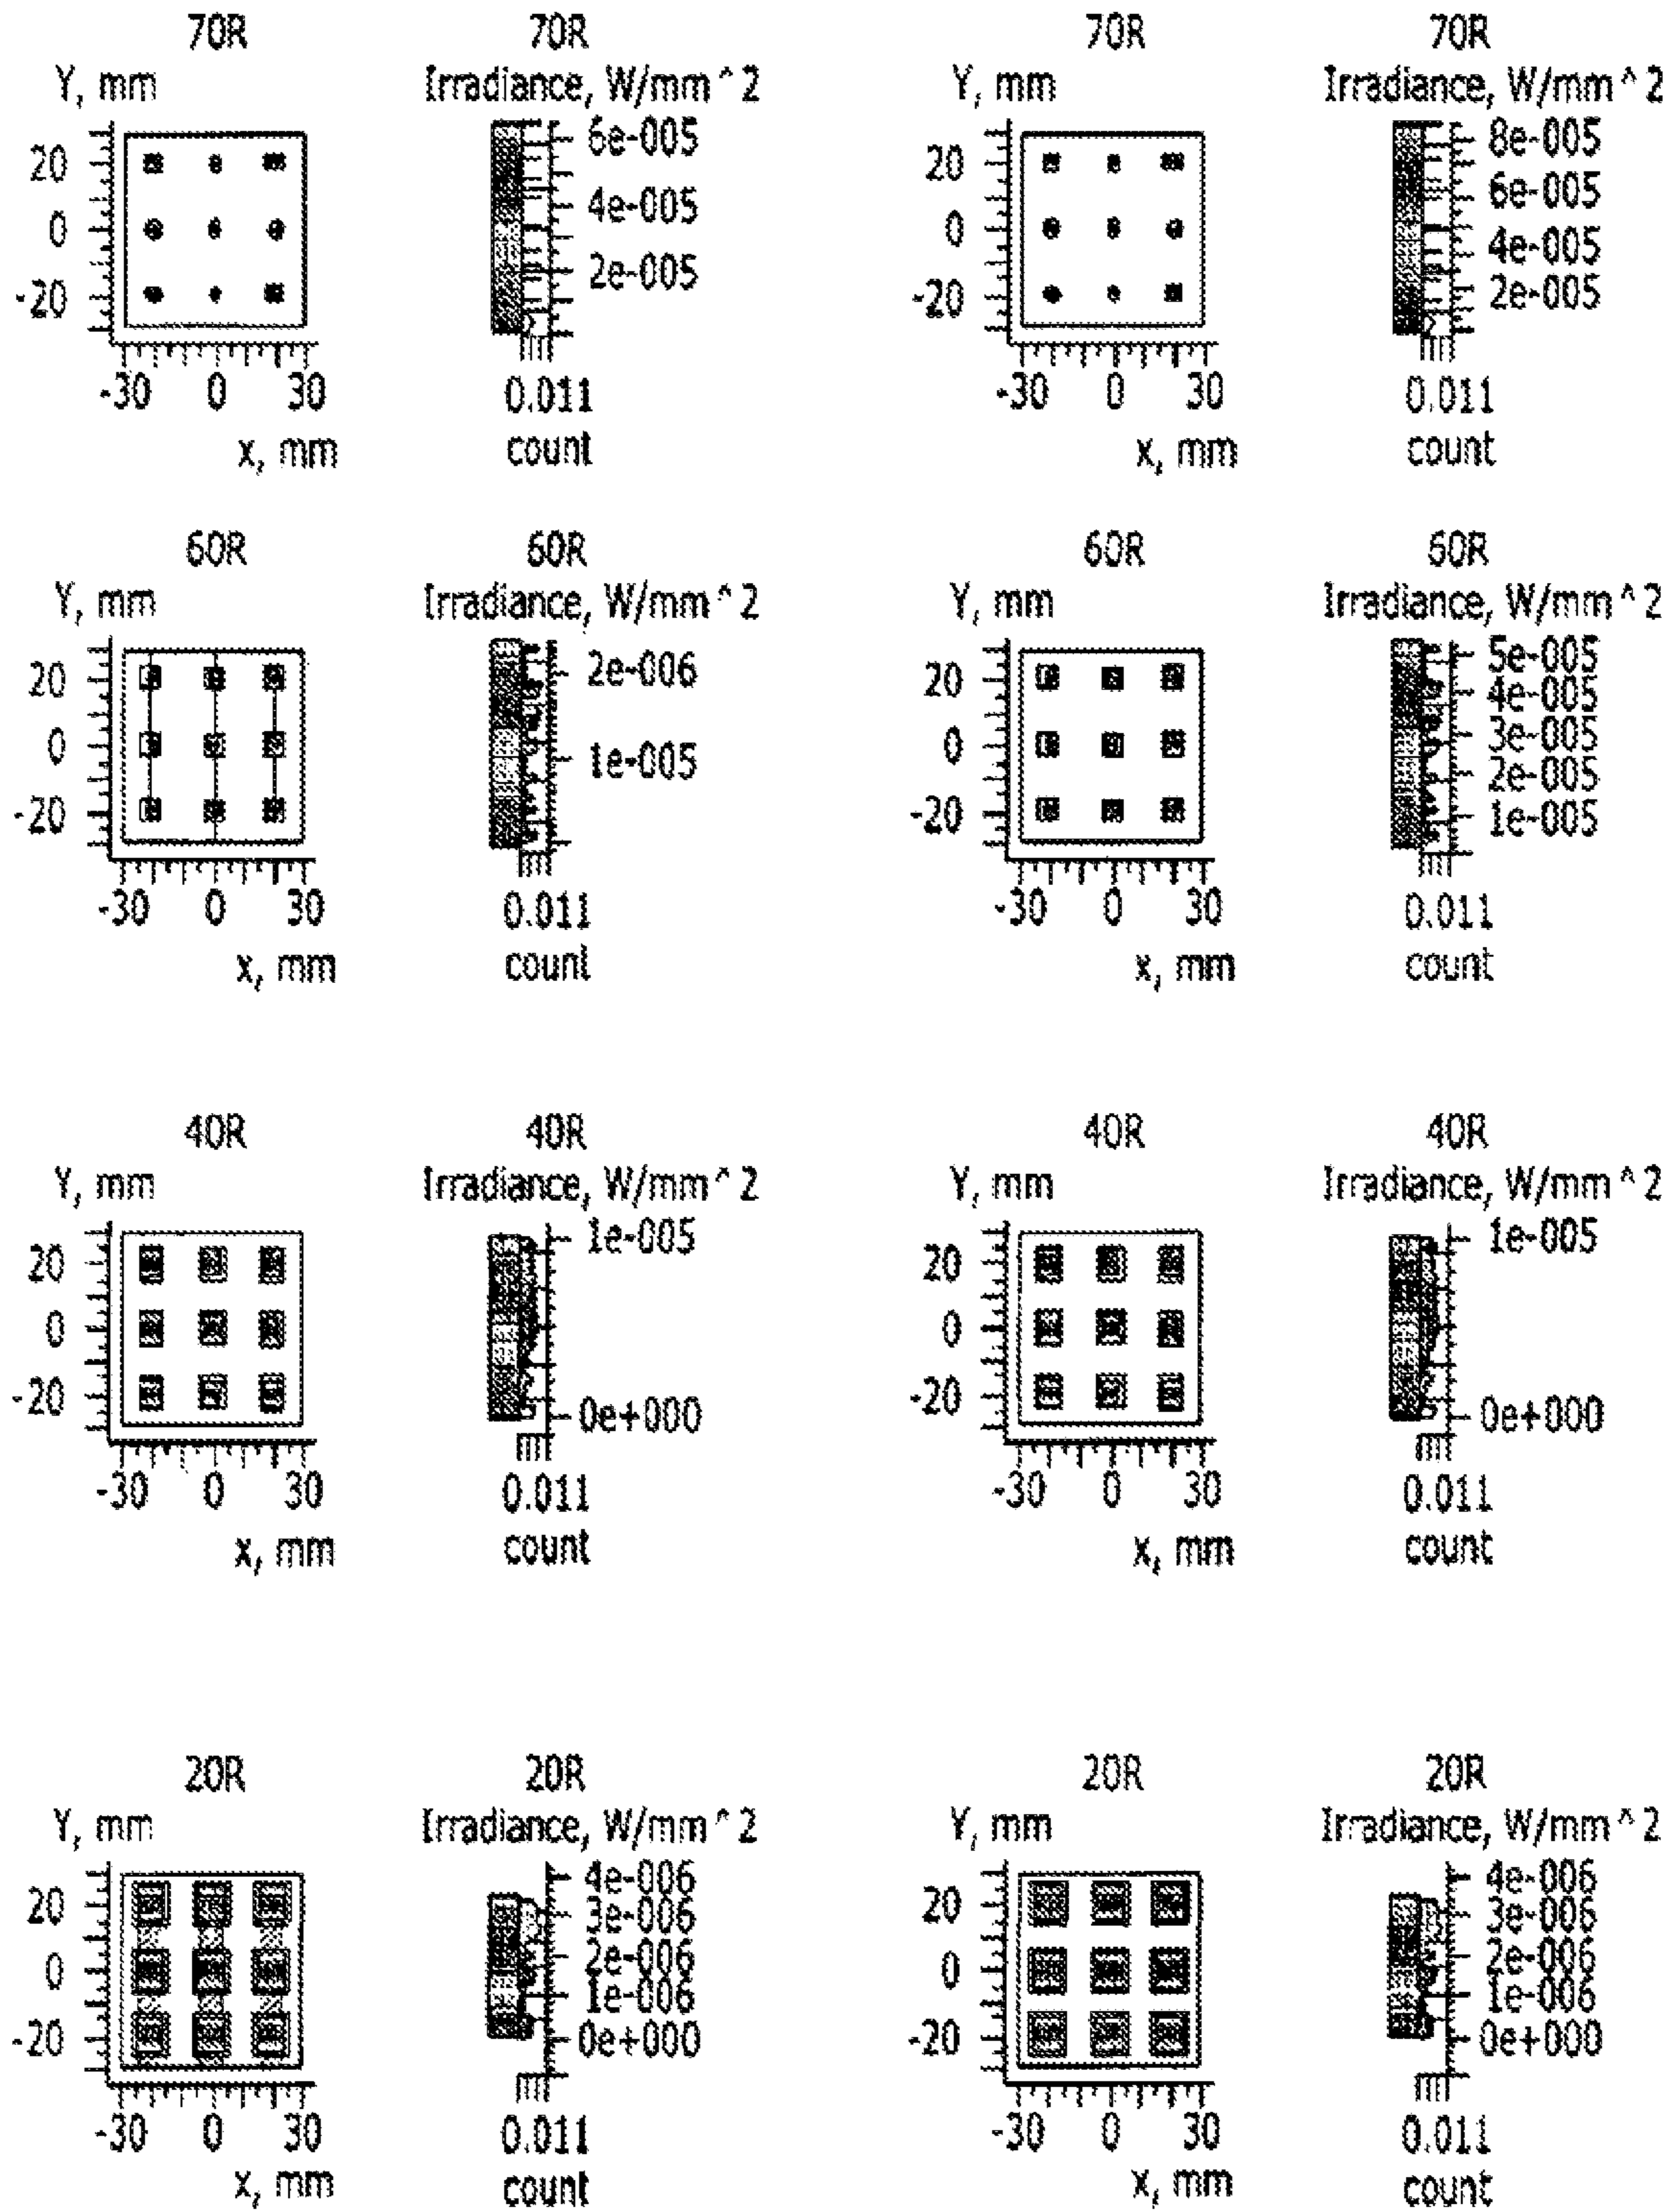 70R 70R 70R 70R
Y, mm Irradiance, W/mm^2 Y, mm Irradiance, W/mm^2
20 0 -20 6e-005 4e-005 2e-005 20 0 -20 8e-005 6e-005 4e-005 2e-005
-30 0 30 0.011 -30 0 30 0.011
x, mm count x, mm count
60R 60R 60R 60R
Y, mm Irradiance, W/mm^2 Y, mm Irradiance, W/mm^2
20 0 -20 2e-006 1e-005 20 0 -20 5e-005 4e-005 3e-005 2e-005 1e-005
-30 0 30 0.011 -30 0 30 0.011
x, mm count x, mm count
40R 40R 40R 40R
Y, mm Irradiance, W/mm^2 Y, mm Irradiance, W/mm^2
20 0 -20 1e-005 0e+000 20 0 -20 1e-005 0e+000
-30 0 30 0.011 -30 0 30 0.011
x, mm count x, mm count
20R 20R 20R 20R
Y, mm Irradiance, W/mm^2 Y, mm Irradiance, W/mm^2
20 0 -20 4e-006 3e-006 2e-006 1e-006 0e+000 20 0 -20 4e-006 3e-006 2e-006 1e-006 0e+000
-30 0 30 0.011 -30 0 30 0.011
x, mm count x, mm count